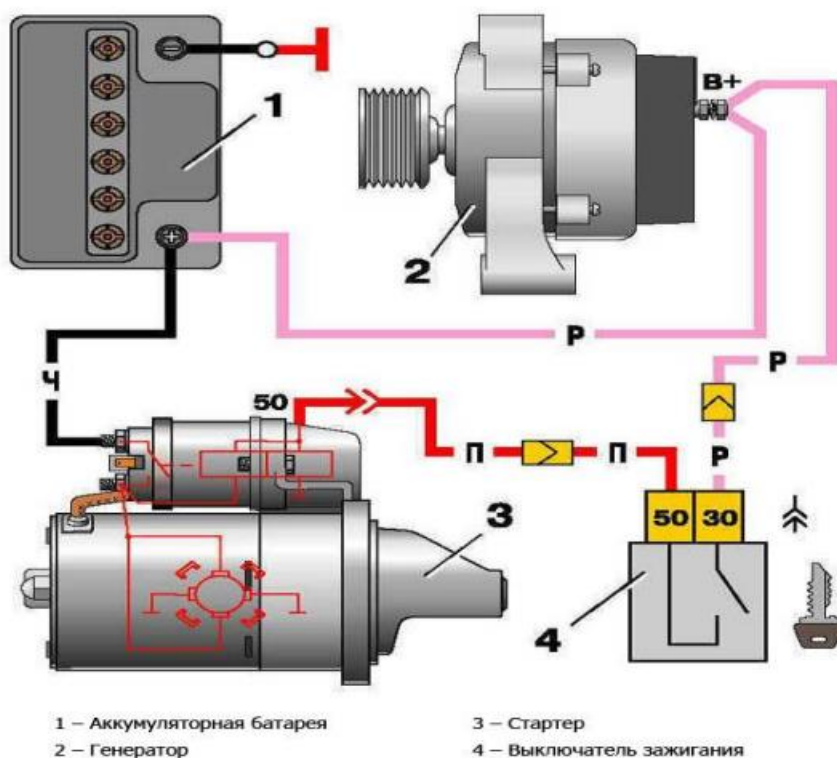 1
B+
2
Р
Ч
50
Р
П
П
Р
50 30
3
4
1 – Аккумуляторная батарея
2 – Генератор
3 – Стартер
4 – Выключатель зажигания